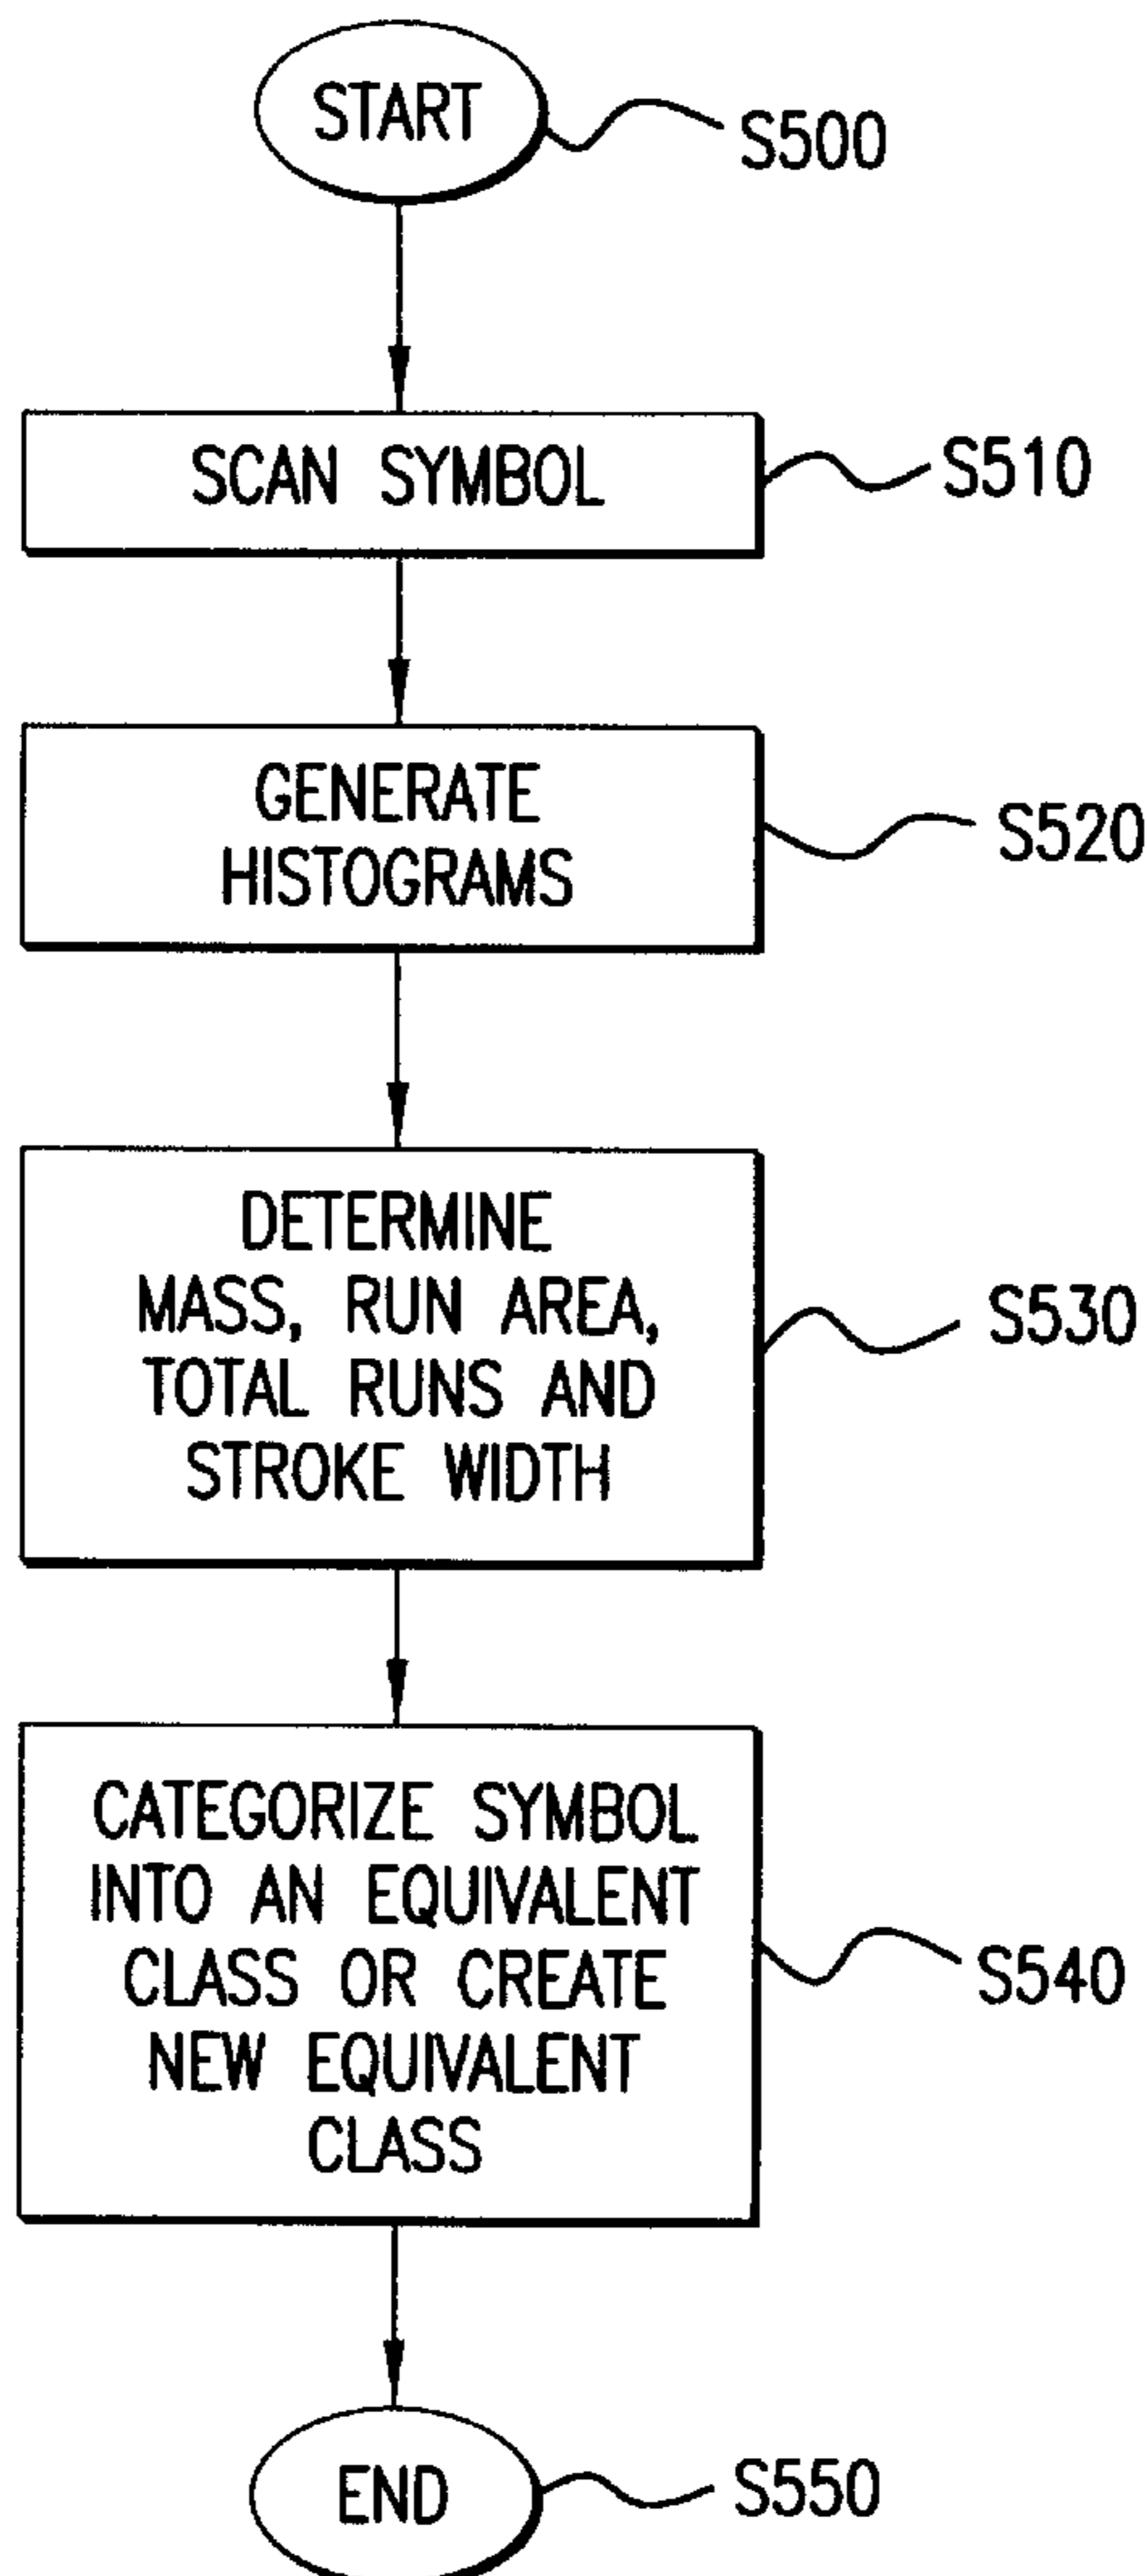 START
S500
SCAN SYMBOL
S510
GENERATE
HISTOGRAMS
S520
DETERMINE
MASS, RUN AREA,
TOTAL RUNS AND
STROKE WIDTH
S530
CATEGORIZE SYMBOL
INTO AN EQUIVALENT
CLASS OR CREATE
NEW EQUIVALENT
CLASS
S540
END
S550